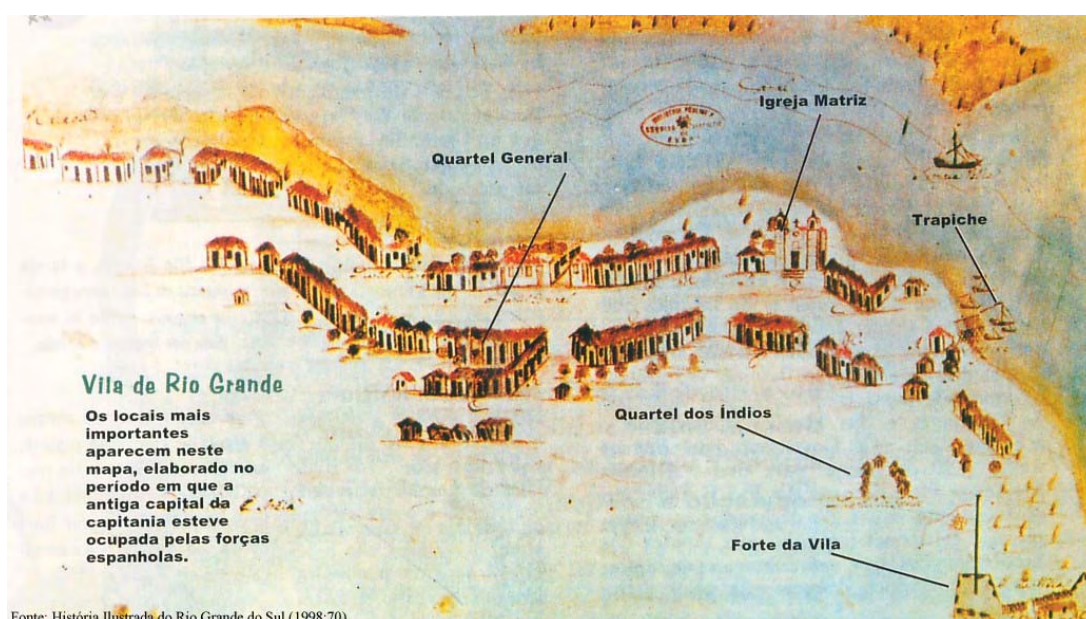 Igreja Matriz
Quartel General
Trapiche
Vila de Rio Grande
Os locais mais
importantes
aparecem neste
mapa, elaborado no
período em que a
antiga capital da
capitania esteve
ocupada pelas forças
espanholas.
Quartel dos Índios
Forte da Vila
Fonte: História Ilustrada do Rio Grande do Sul (1998:70)